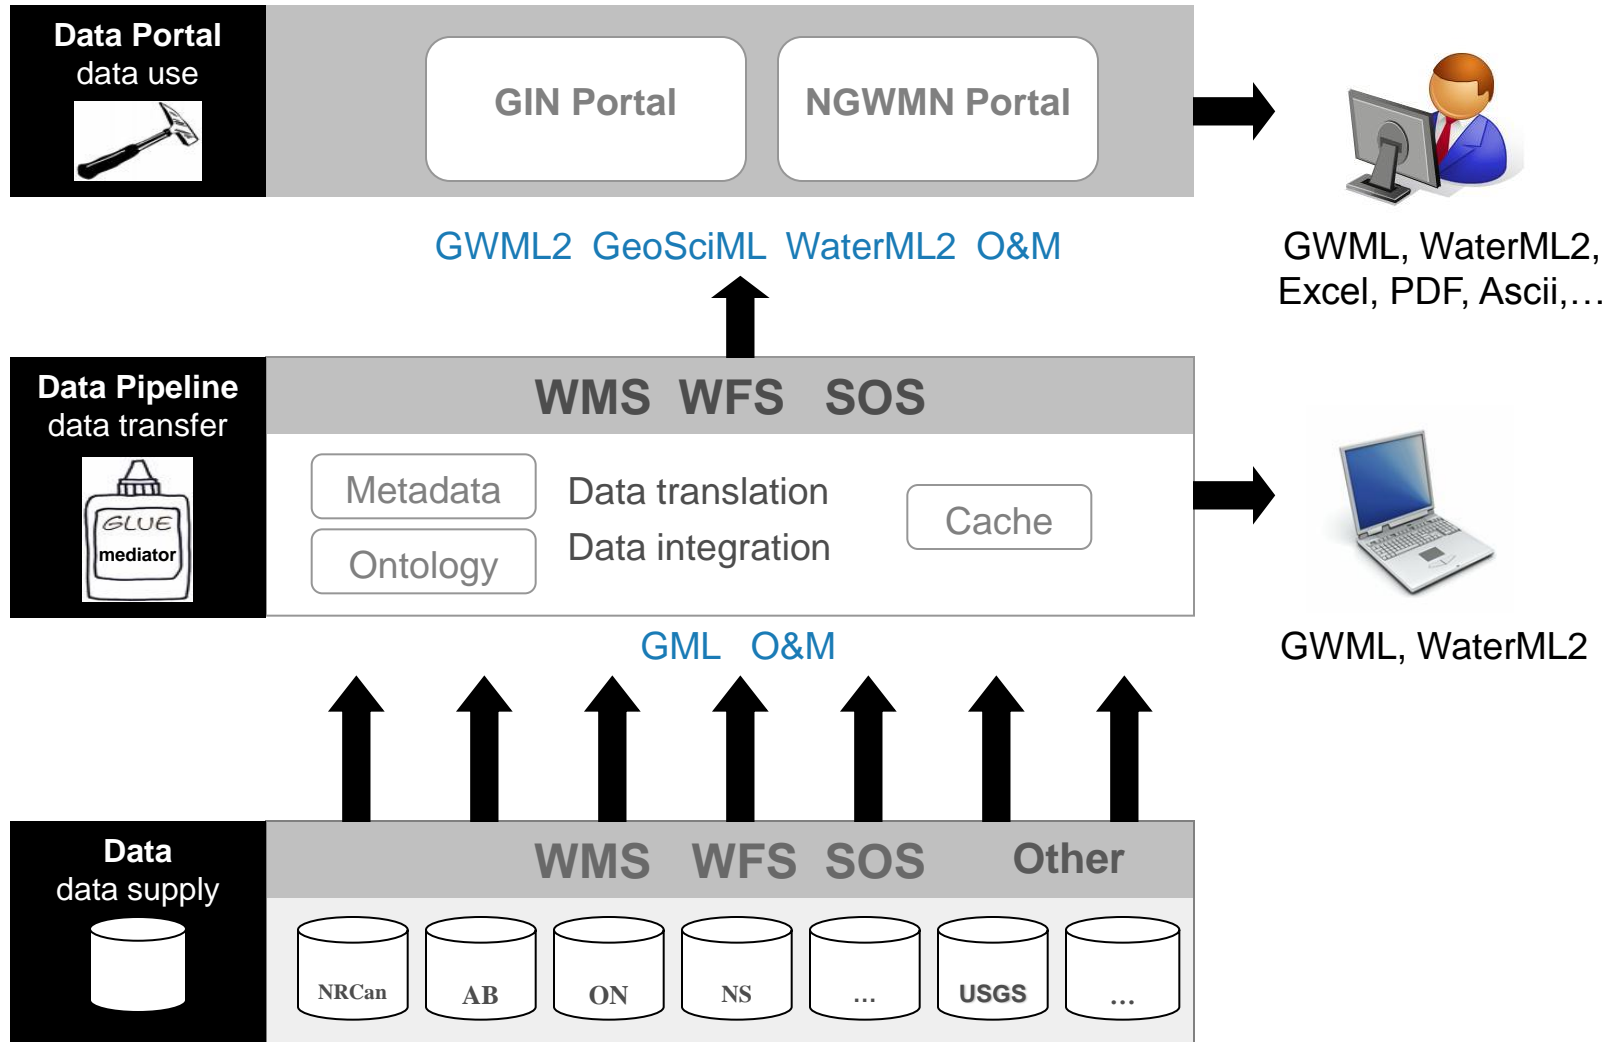 Data Portal
data use
GIN Portal
NGWMN Portal
GWML2 GeoSciML WaterML2 O&M
GWML, WaterML2,
Excel, PDF, Ascii,…
Data Pipeline
data transfer
GLUE
mediator
WMS WFS SOS
Metadata
Ontology
Data translation
Data integration
Cache
GML O&M
GWML, WaterML2
Data
data supply
WMS WFS SOS Other
NRCan
AB
ON
NS
...
USGS
...